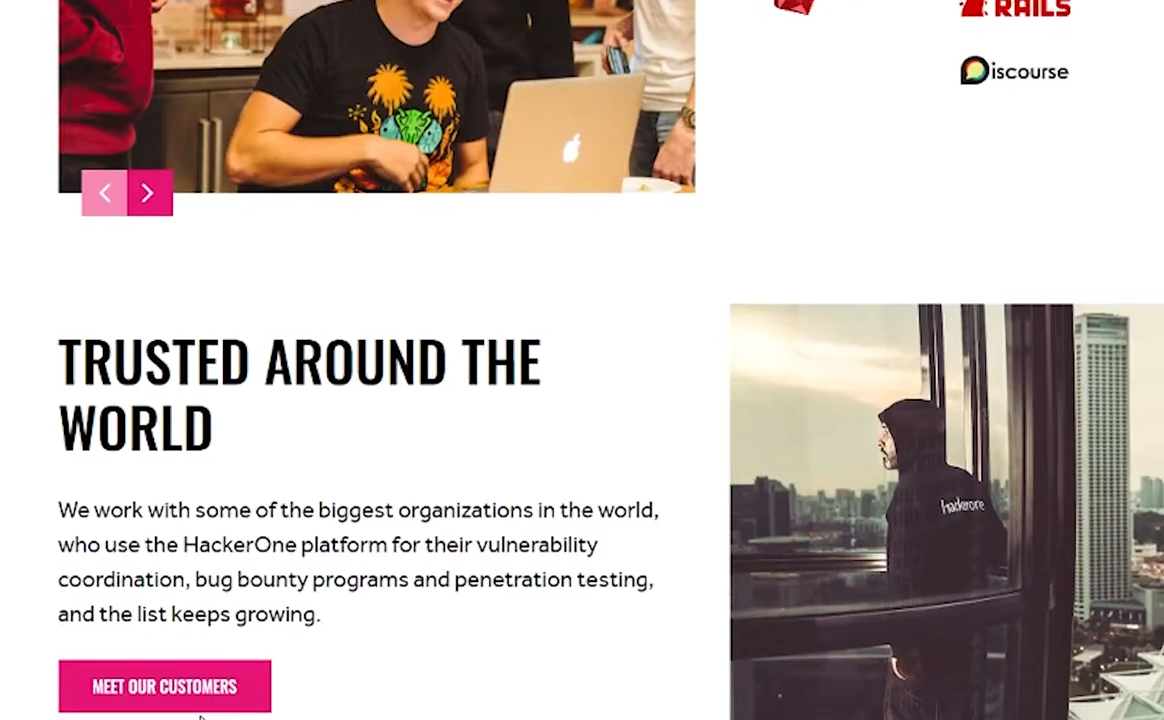 RAILS
iscourse
TRUSTED AROUND THE
WORLD
We work with some of the biggest organizations in the world,
who use the HackerOne platform for their vulnerability
coordination, bug bounty programs and penetration testing,
and the list keeps growing.
MEET OUR CUSTOMERS
hackerone